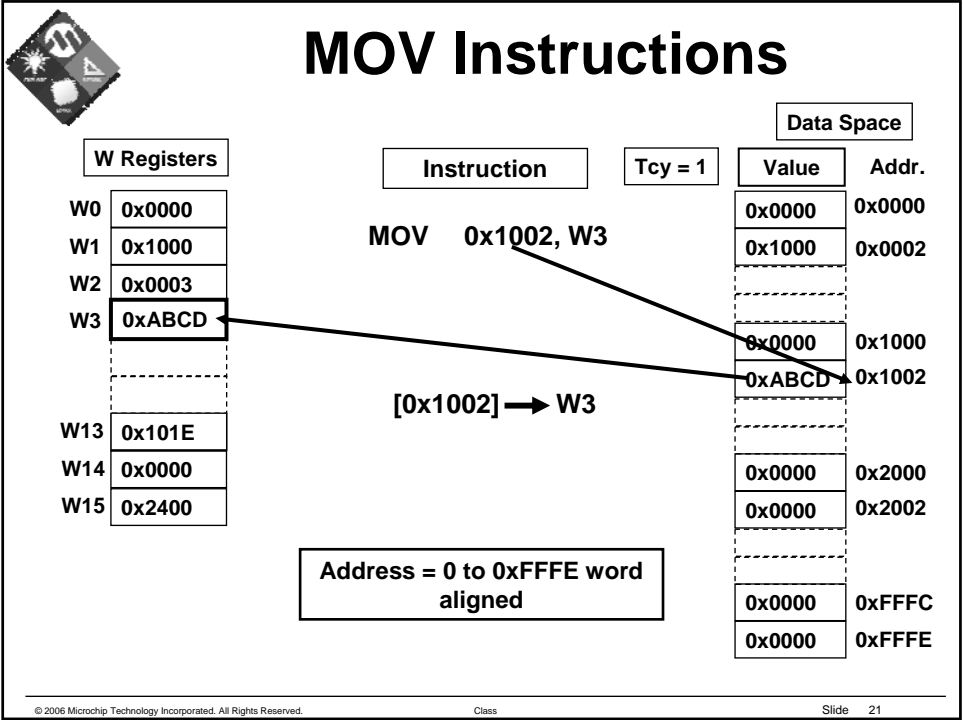 MOV Instructions
Data Space
W Registers
Instruction
Tcy = 1
Value Addr.
W0 0x0000
W1 0x1000
W2 0x0003
W3 0xABCD
W13 0x101E
W14 0x0000
W15 0x2400
MOV 0x1002, W3
[0x1002] W3
Address = 0 to 0xFFFE word
aligned
0x0000 0x0000
0x1000 0x0002
0x0000 0x1000
0xABCD 0x1002
0x0000 0x2000
0x0000 0x2002
0x0000 0xFFFC
0x0000 0xFFFE
© 2006 Microchip Technology Incorporated. All Rights Reserved. Class Slide 21